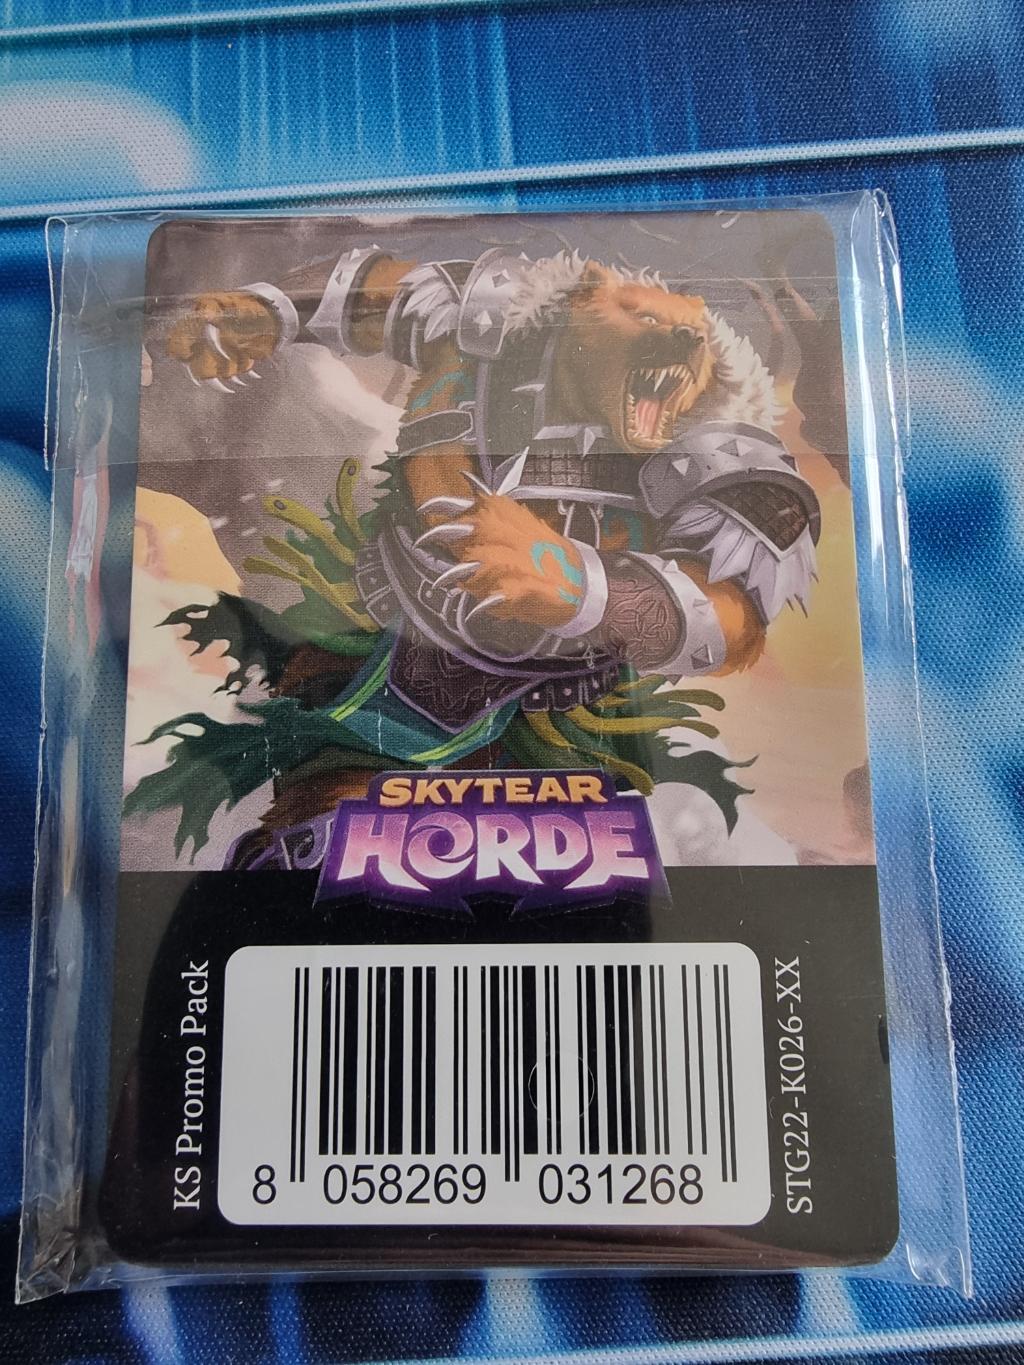 SKYTEAR
HORDE
KS Promo Pack
8 058269 031268
STG22-K026-XX